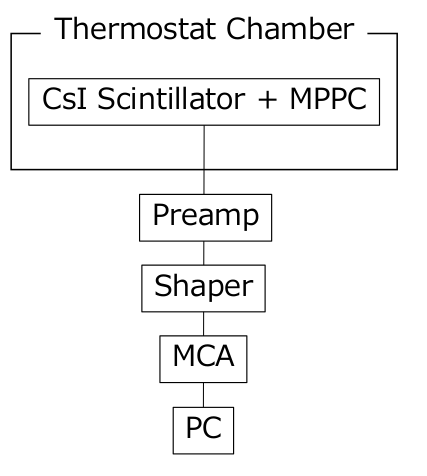 Thermostat Chamber
CsI Scintillator + MPPC
Preamp
Shaper
MCA
PC